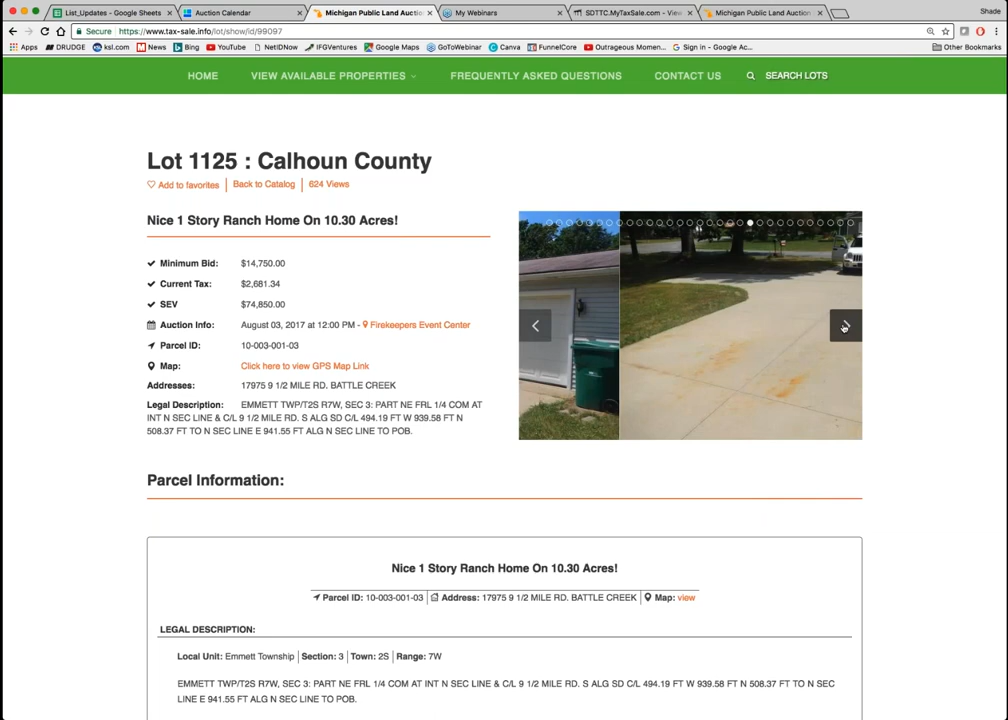 List_Updates - Google Sheets
Auction Calendar
Michigan Public Land Auctio
My Webinars
SDTTC.MyTaxSale.com - View
Michigan Public Land Auction
Shade
Secure
https://www.tax-sale.info/lot/show/id/99097
Apps
DRUDGE
ksl.com
News
Bing
YouTube
NetIDNow
IFGVentures
Google Maps
GoToWebinar
Canva
FunnelCore
Outrageous Momen...
Sign in - Google Ac...
Other Bookmarks
HOME
VIEW AVAILABLE PROPERTIES
FREQUENTLY ASKED QUESTIONS
CONTACT US
SEARCH LOTS
Lot 1125 : Calhoun County
Add to favorites
Back to Catalog
624 Views
Nice 1 Story Ranch Home On 10.30 Acres!
Minimum Bid: $14,750.00
Current Tax: $2,681.34
SEV $74,850.00
Auction Info: August 03, 2017 at 12:00 PM - Firekeepers Event Center
Parcel ID: 10-003-001-03
Map: Click here to view GPS Map Link
Addresses: 17975 9 1/2 MILE RD. BATTLE CREEK
Legal Description: EMMETT TWP/T2S R7W, SEC 3: PART NE FRL 1/4 COM AT
INT N SEC LINE & C/L 9 1/2 MILE RD. S ALG SD C/L 494.19 FT W 939.58 FT N
508.37 FT TO N SEC LINE E 941.55 FT ALG N SEC LINE TO POB.
Parcel Information:
Nice 1 Story Ranch Home On 10.30 Acres!
Parcel ID: 10-003-001-03
Address: 17975 9 1/2 MILE RD. BATTLE CREEK
Map: view
LEGAL DESCRIPTION:
Local Unit: Emmett Township
Section: 3
Town: 2S
Range: 7W
EMMETT TWP/T2S R7W, SEC 3: PART NE FRL 1/4 COM AT INT N SEC LINE & C/L 9 1/2 MILE RD. S ALG SD C/L 494.19 FT W 939.58 FT N 508.37 FT TO N SEC
LINE E 941.55 FT ALG N SEC LINE TO POB.